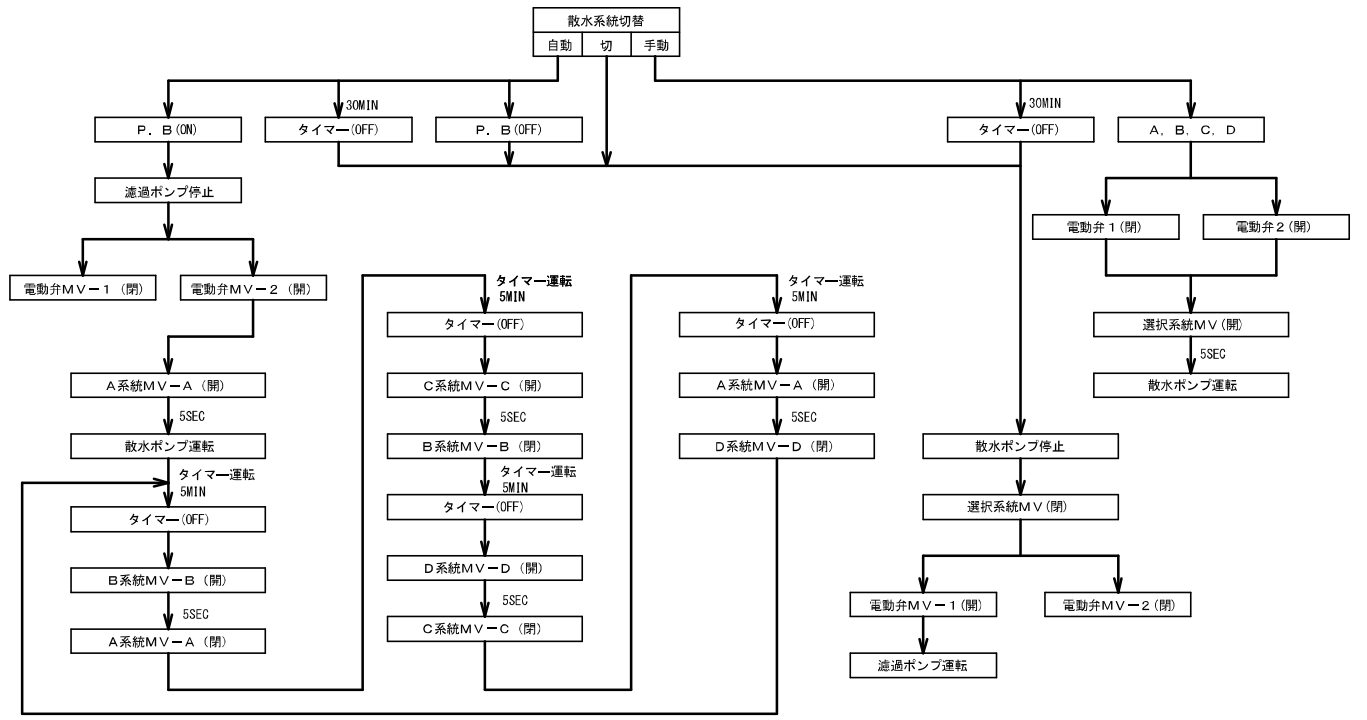 散水系統切替
自動 切 手動
30MIN
30MIN
P. B(ON)
タイマー(OFF)
P. B(OFF)
タイマー(OFF)
A, B, C, D
濾過ポンプ停止
電動弁1(閉)
電動弁2(開)
電動弁MV-1 (閉)
電動弁MV-2 (開)
A系統MV-A (開)
5SEC
散水ポンプ運転
タイマー運転
5MIN
タイマー(OFF)
B系統MV-B (開)
5SEC
A系統MV-A (閉)
タイマー運転
5MIN
タイマー(OFF)
C系統MV-C (開)
5SEC
B系統MV-B (閉)
タイマー運転
5MIN
タイマー(OFF)
D系統MV-D (開)
5SEC
C系統MV-C (閉)
タイマー運転
5MIN
タイマー(OFF)
A系統MV-A (開)
5SEC
D系統MV-D (閉)
選択系統MV(開)
5SEC
散水ポンプ運転
散水ポンプ停止
選択系統MV(閉)
電動弁MV-1(開)
電動弁MV-2(閉)
濾過ポンプ運転